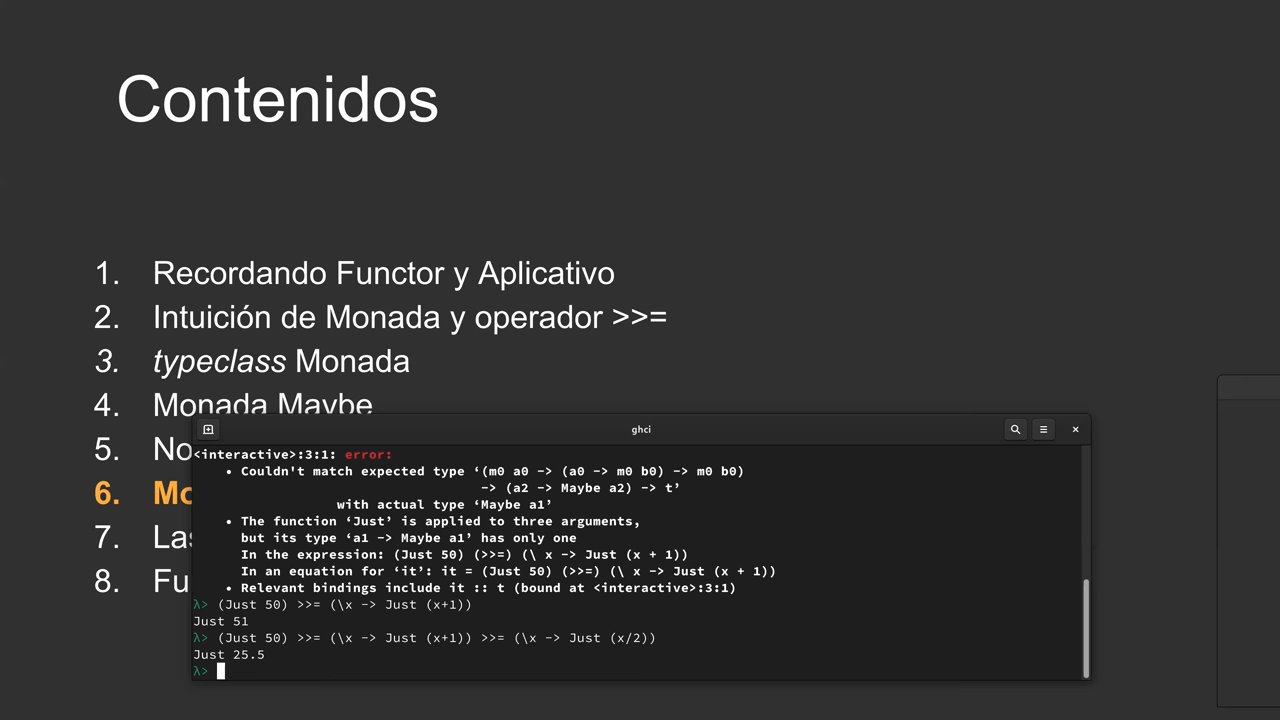 Contenidos
1. Recordando Functor y Aplicativo
2. Intuición de Monada y operador >>=
3. typeclass Monada
4. Monada Maybe
5. No
6. Mo
7. Las
8. Fu
ghci
<interactive>:3:1: error:
• Couldn't match expected type ‘(m0 a0 -> (a0 -> m0 b0) -> m0 b0)
-> (a2 -> Maybe a2) -> t’
with actual type ‘Maybe a1’
• The function ‘Just’ is applied to three arguments,
but its type ‘a1 -> Maybe a1’ has only one
In the expression: (Just 50) (>>=) (\ x -> Just (x + 1))
In an equation for ‘it’: it = (Just 50) (>>=) (\ x -> Just (x + 1))
• Relevant bindings include it :: t (bound at <interactive>:3:1)
λ> (Just 50) >>= (\x -> Just (x+1))
Just 51
λ> (Just 50) >>= (\x -> Just (x+1)) >>= (\x -> Just (x/2))
Just 25.5
λ>